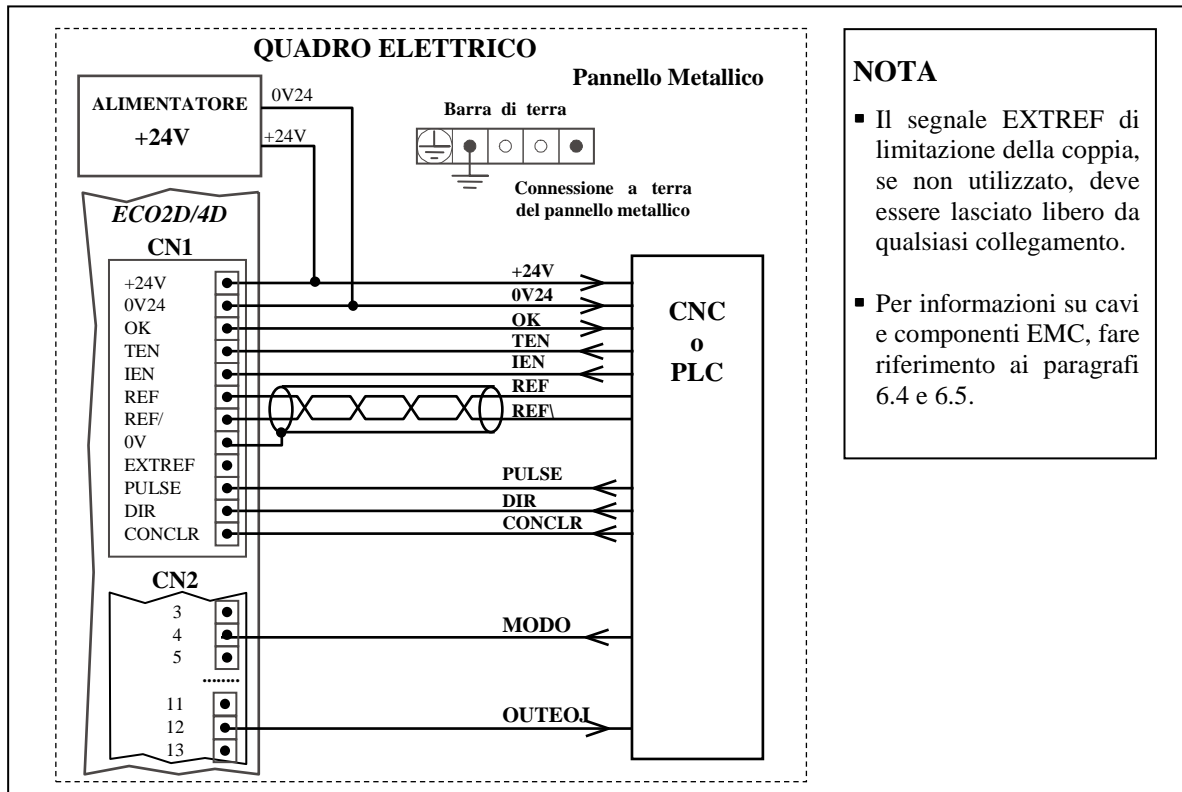 QUADRO ELETTRICO
Pannello Metallico
ALIMENTATORE
+24V
0V24
+24V
Barra di terra
Connessione a terra
del pannello metallico
ECO2D/4D
CN1
+24V
0V24
OK
TEN
IEN
REF
REF/
0V
EXTREF
PULSE
DIR
CONCLR
+24V
0V24
OK
TEN
IEN
REF
REF\
PULSE
DIR
CONCLR
CNC
o
PLC
CN2
3
4
5
........
11
12
13
MODO
OUTEOJ
NOTA
▪ Il segnale EXTREF di
limitazione della coppia,
se non utilizzato, deve
essere lasciato libero da
qualsiasi collegamento.
▪ Per informazioni su cavi
e componenti EMC, fare
riferimento ai paragrafi
6.4 e 6.5.